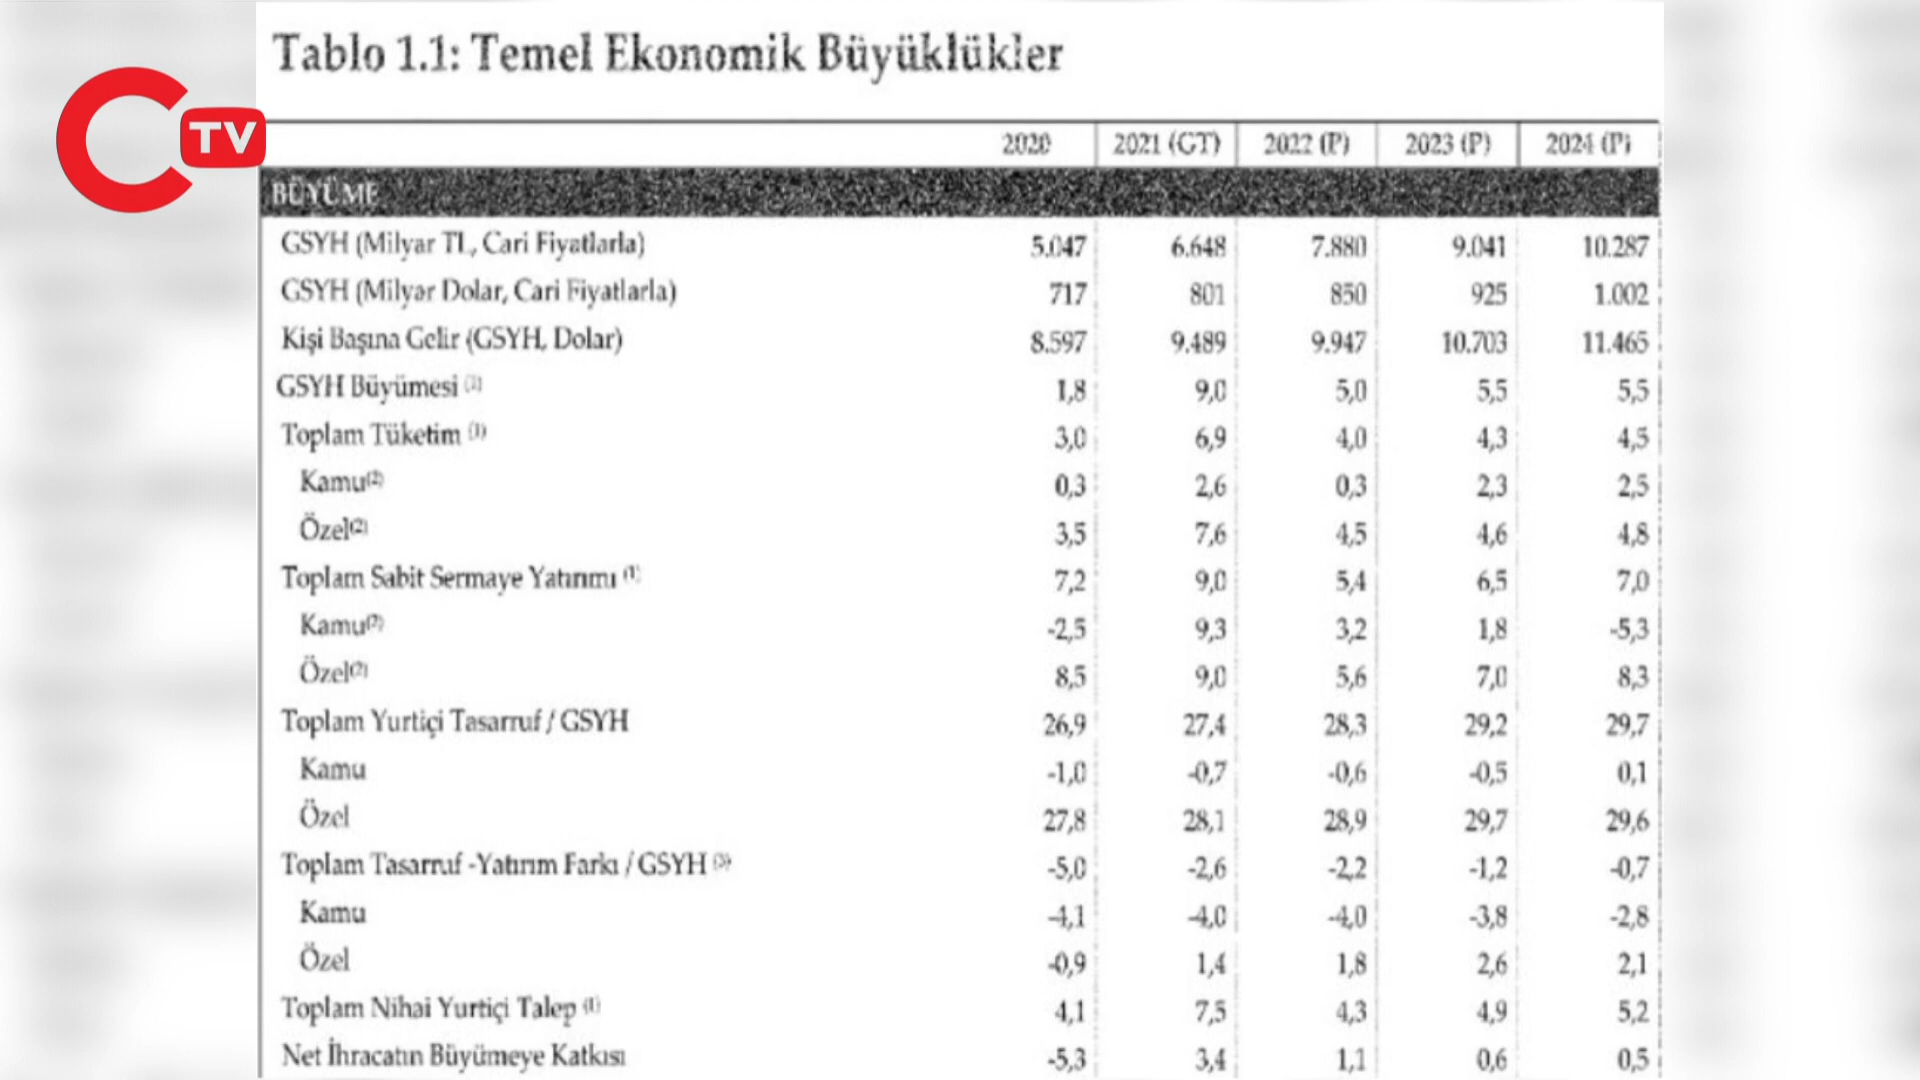 C TV
Tablo 1.1: Temel Ekonomik Büyüklükler
2020 2021 (GT) 2022 (P) 2023 (P) 2024 (P)
BÜYÜME
GSYH (Milyar TL, Cari Fiyatlarla) 5.047 6.648 7.880 9.041 10.287
GSYH (Milyar Dolar, Cari Fiyatlarla) 717 801 850 925 1.002
Kişi Başına Gelir (GSYH, Dolar) 8.597 9.489 9.947 10.703 11.465
GSYH Büyümesi (1) 1,8 9,0 5,0 5,5 5,5
Toplam Tüketim (1) 3,0 6,9 4,0 4,3 4,5
Kamu(2) 0,3 2,6 0,3 2,3 2,5
Özel(2) 3,5 7,6 4,5 4,6 4,8
Toplam Sabit Sermaye Yatırımı (1) 7,2 9,0 5,4 6,5 7,0
Kamu(2) -2,5 9,3 3,2 1,8 -5,3
Özel(2) 8,5 9,0 5,6 7,0 8,3
Toplam Yurtiçi Tasarruf / GSYH 26,9 27,4 28,3 29,2 29,7
Kamu -1,0 -0,7 -0,6 -0,5 0,1
Özel 27,8 28,1 28,9 29,7 29,6
Toplam Tasarruf -Yatırım Farkı / GSYH (3) -5,0 -2,6 -2,2 -1,2 -0,7
Kamu -4,1 -4,0 -4,0 -3,8 -2,8
Özel -0,9 1,4 1,8 2,6 2,1
Toplam Nihai Yurtiçi Talep (1) 4,1 7,5 4,3 4,9 5,2
Net İhracatın Büyümeye Katkısı -5,3 3,4 1,1 0,6 0,5